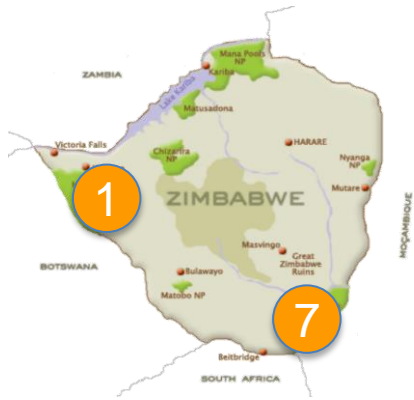 Mana Pools
NP
ZAMBIA
Kariba
Lake Kariba
Matusadona
Victoria Falls
HARARE
Chizarira
NP
Nyanga
NP
1
ZIMBABWE
Mutare
MOÇAMBIQUE
Masvingo
Great
Zimbabwe
Ruins
BOTSWANA
Bulawayo
Matobo NP
7
Beitbridge
SOUTH AFRICA